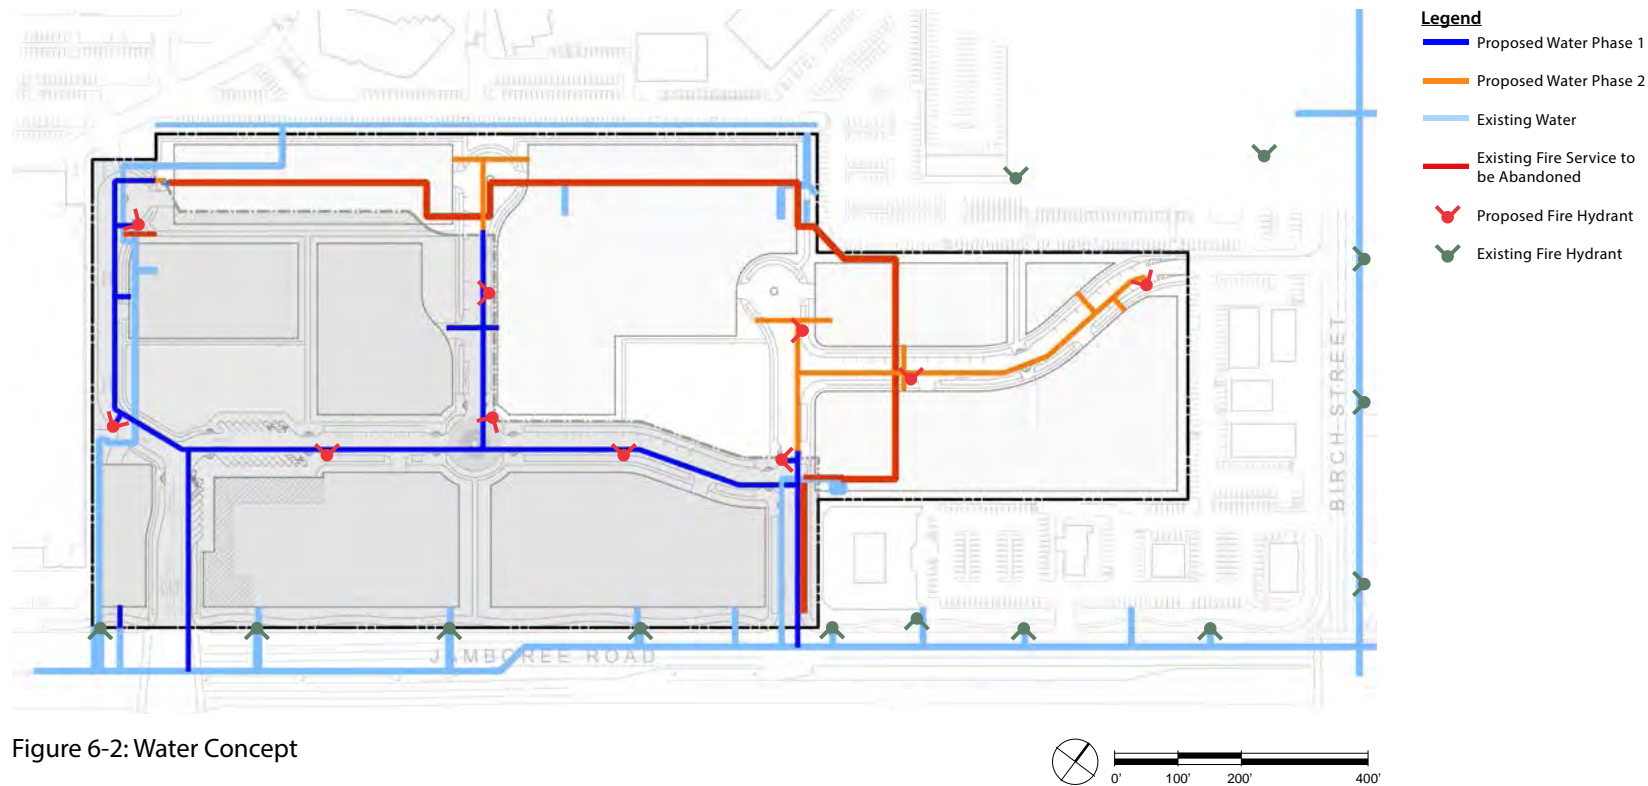 Legend
Proposed Water Phase 1
Proposed Water Phase 2
Existing Water
Existing Fire Service to
be Abandoned
Proposed Fire Hydrant
Existing Fire Hydrant
BIRCH STREET
JAMBOREE ROAD
Figure 6-2: Water Concept
0' 100' 200' 400'